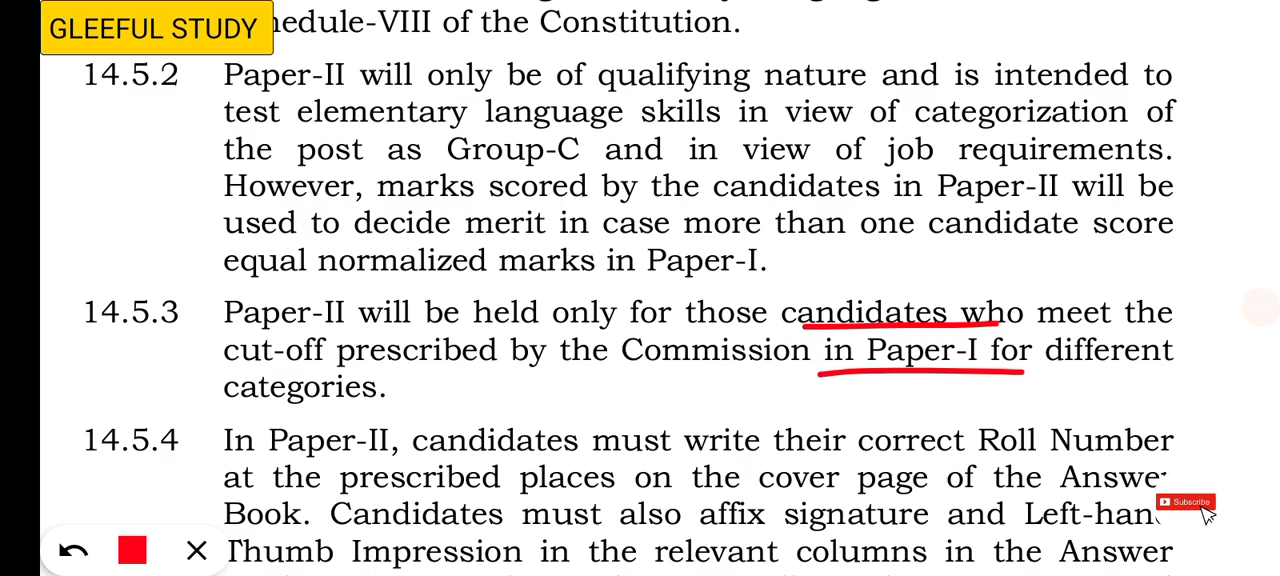 GLEEFUL STUDY
hedule-VIII of the Constitution.
14.5.2 Paper-II will only be of qualifying nature and is intended to
test elementary language skills in view of categorization of
the post as Group-C and in view of job requirements.
However, marks scored by the candidates in Paper-II will be
used to decide merit in case more than one candidate score
equal normalized marks in Paper-I.
14.5.3 Paper-II will be held only for those candidates who meet the
cut-off prescribed by the Commission in Paper-I for different
categories.
14.5.4 In Paper-II, candidates must write their correct Roll Number
at the prescribed places on the cover page of the Answer
Book. Candidates must also affix signature and Left-hand
Subscribe
Thumb Impression in the relevant columns in the Answer